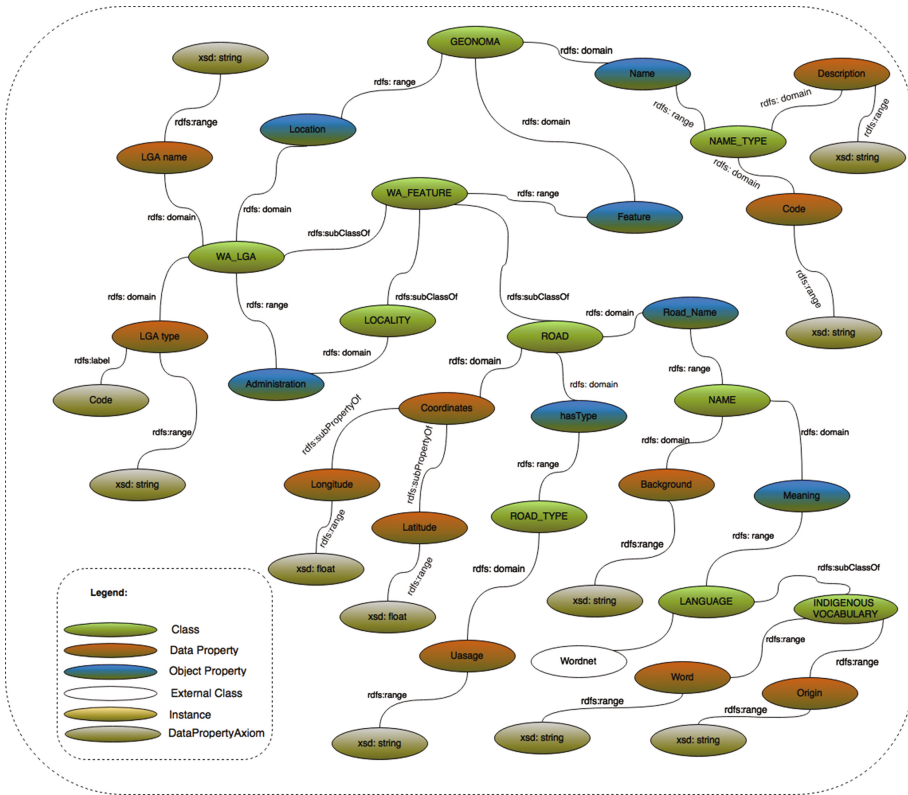 GEONOMA
rdfs: domain
xsd: string
Name
Description
rdfs: range
rdfs: domain
rdfs: range
rdfs:range
rdfs:range
Location
rdfs: domain
NAME_TYPE
LGA name
xsd: string
rdfs: domain
WA_FEATURE
rdfs: range
rdfs: domain
rdfs: domain
Code
Feature
rdfs:subClassOf
WA_LGA
rdfs: domain
rdfs: range
rdfs:subClassOf
rdfs:subClassOf
rdfs:range
LOCALITY
rdfs: domain
Road_Name
LGA type
ROAD
xsd: string
rdfs:label
rdfs: domain
rdfs: domain
rdfs: range
Administration
rdfs: domain
Code
Coordinates
hasType
NAME
rdfs:subPropertyOf
rdfs:range
rdfs:subPropertyOf
rdfs: domain
rdfs: domain
rdfs: range
xsd: string
Longitude
Background
Meaning
ROAD_TYPE
Latitude
rdfs:range
rdfs:range
rdfs: range
xsd: float
rdfs:range
rdfs: domain
rdfs:subClassOf
Legend:
xsd: string
LANGUAGE
INDIGENOUS
VOCABULARY
xsd: float
Class
rdfs:range
Data Property
Uasage
Wordnet
rdfs:range
Object Property
Word
Origin
External Class
rdfs:range
rdfs:range
rdfs:range
Instance
DataPropertyAxiom
xsd: string
xsd: string
xsd: string